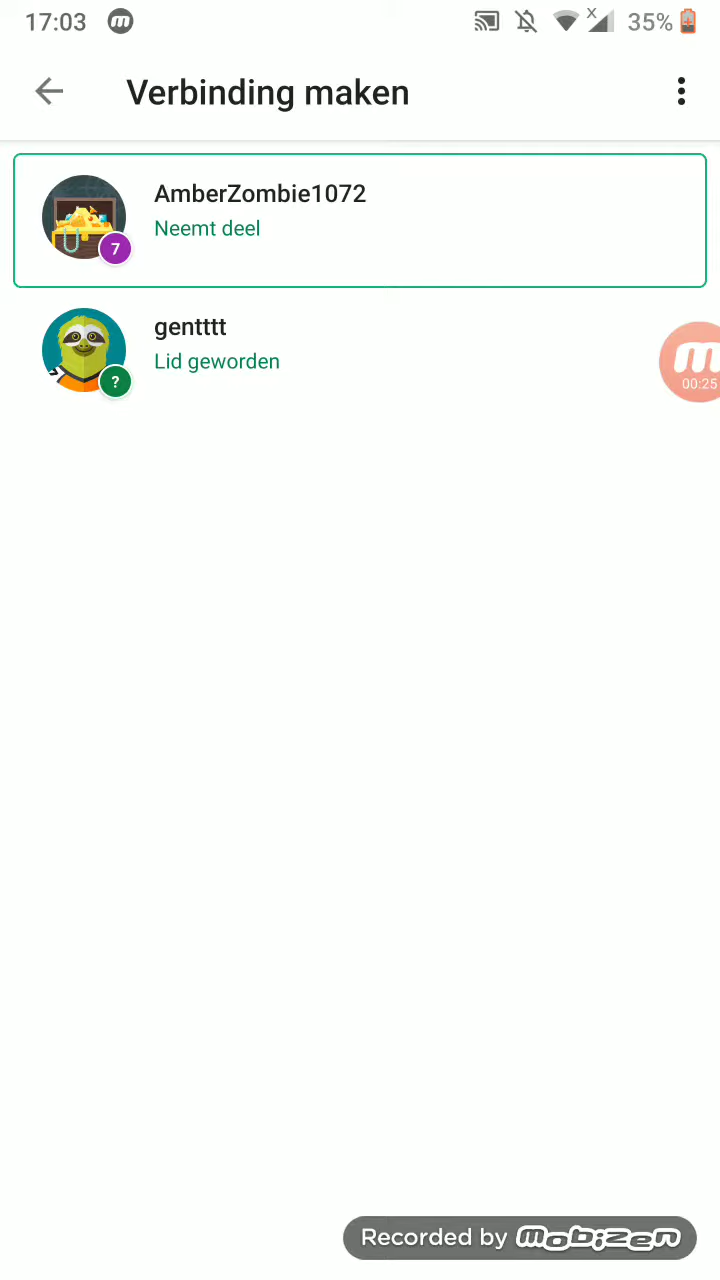 17:03
35%
Verbinding maken
AmberZombie1072
Neemt deel
7
gentttt
Lid geworden
?
00:25
Recorded by mobizen